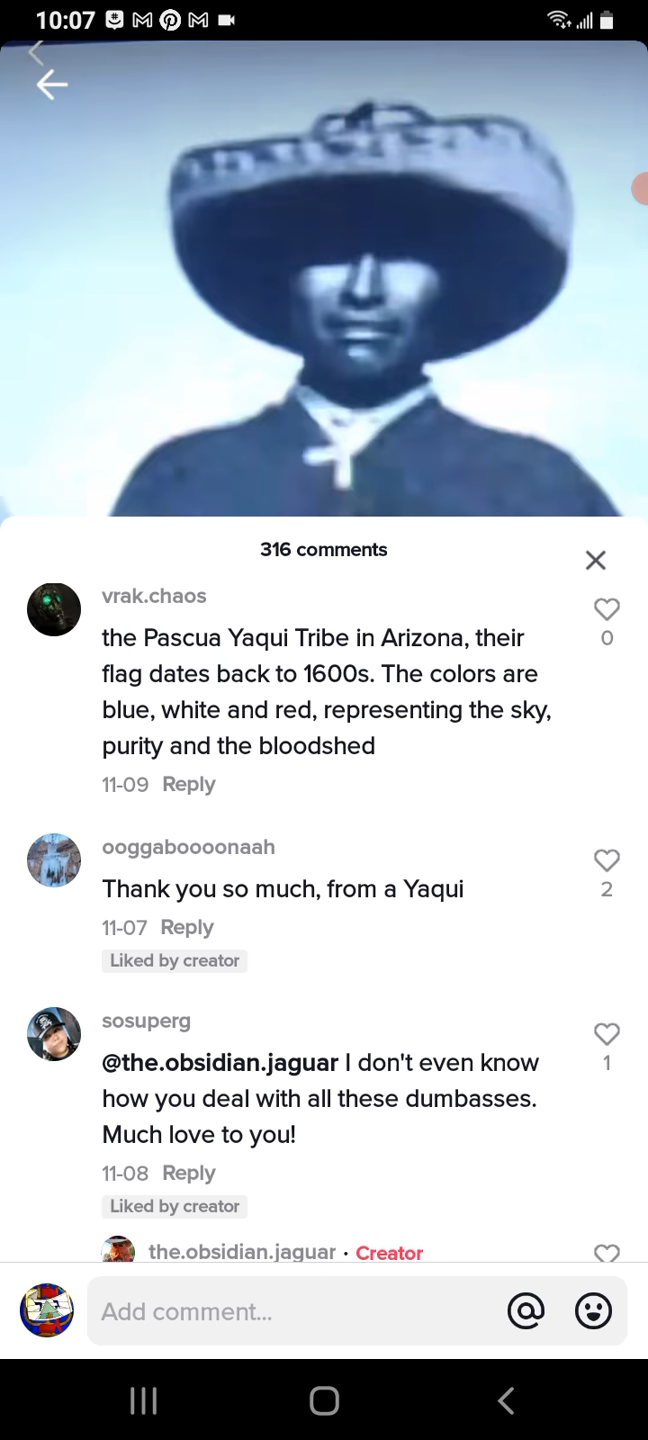 10:07
316 comments
vrak.chaos
the Pascua Yaqui Tribe in Arizona, their
flag dates back to 1600s. The colors are
blue, white and red, representing the sky,
purity and the bloodshed
0
11-09 Reply
ooggaboooonaah
Thank you so much, from a Yaqui
2
11-07 Reply
Liked by creator
sosuperg
@the.obsidian.jaguar I don't even know
how you deal with all these dumbasses.
Much love to you!
1
11-08 Reply
Liked by creator
the.obsidian.jaguar · Creator
Add comment...